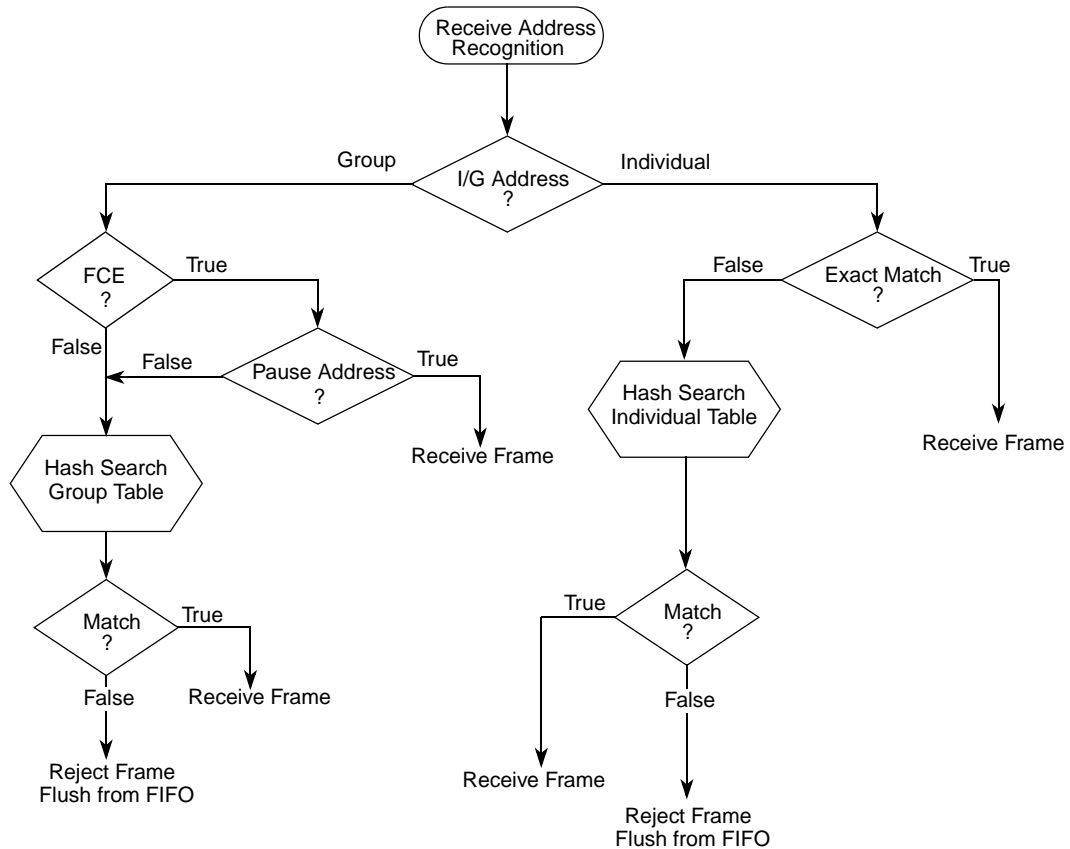 Receive Address
Recognition
Group
I/G Address
?
Individual
FCE
?
True
False
Pause Address
?
False
True
Receive Frame
Hash Search
Group Table
Match
?
True
Receive Frame
False
Reject Frame
Flush from FIFO
Exact Match
?
False
True
Receive Frame
Hash Search
Individual Table
Match
?
True
Receive Frame
False
Reject Frame
Flush from FIFO